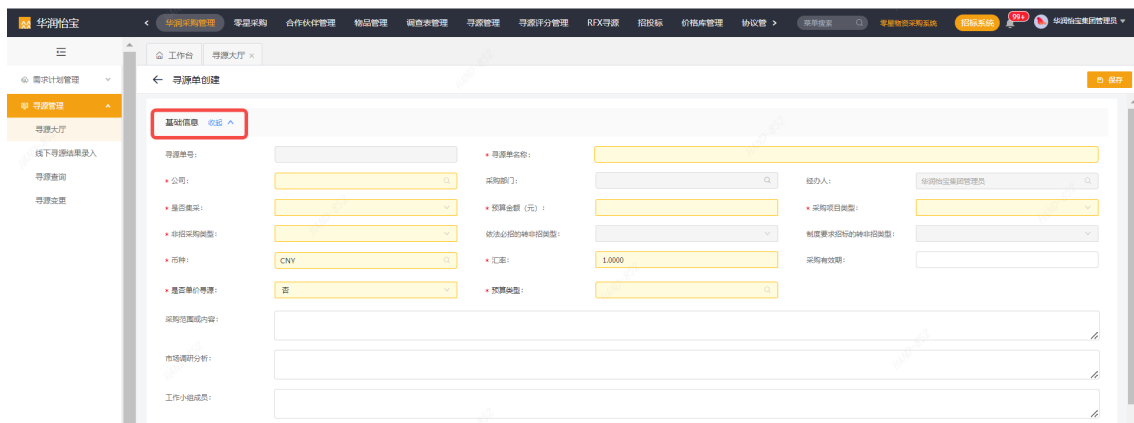 华润怡宝 < 华润采购管理 零星采购 合作伙伴管理 物品管理 调查表管理 寻源管理 寻源评分管理 RFX寻源 招投标 价格库管理 协议管 > 菜单搜索 零星物资采购系统 招标系统 99+ 华润怡宝集团管理员
工作台 寻源大厅 ×
需求计划管理
← 寻源单创建 保存
寻源管理
基础信息 收起
寻源大厅
线下寻源结果录入
寻源查询
寻源变更
寻源单号: * 寻源单名称:
* 公司: 采购部门: 经办人: 华润怡宝集团管理员
* 是否集采: * 预算金额（元）: * 采购项目类型:
* 非招采购类型: 依法必招的转非招类型: 制度要求招标的转非招类型:
* 币种: CNY * 汇率: 1.0000 采购有效期:
* 是否单价寻源: 否 * 预算类型:
采购范围或内容:
市场调研分析:
工作小组成员: